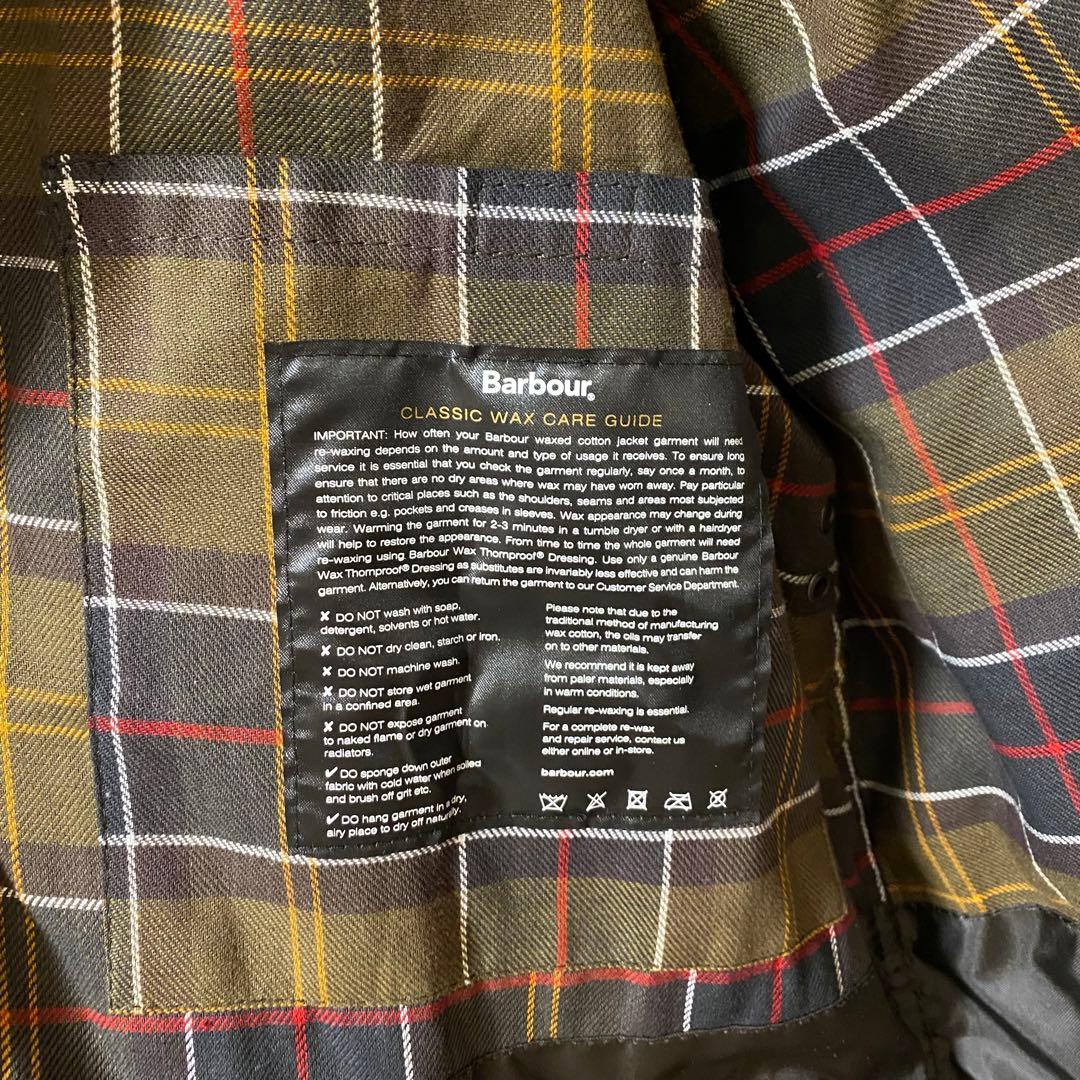 Barbour®
CLASSIC WAX CARE GUIDE
IMPORTANT: How often your Barbour waxed cotton jacket garment will need
re-waxing depends on the amount and type of usage it receives. To ensure long
service it is essential that you check the garment regularly, say once a month, to
ensure that there are no dry areas where wax may have worn away. Pay particular
attention to critical places such as the shoulders, seams and areas most subjected
to friction e.g. pockets and creases in sleeves. Wax appearance may change during
wear. Warming the garment for 2-3 minutes in a tumble dryer or with a hairdryer
will help to restore the appearance. From time to time the whole garment will need
re-waxing using Barbour Wax Thornproof® Dressing. Use only a genuine Barbour
Wax Thornproof® Dressing as substitutes are invariably less effective and can harm the
garment. Alternatively, you can return the garment to our Customer Service Department.
✘ DO NOT wash with soap,
detergent, solvents or hot water.
✘ DO NOT dry clean, starch or iron.
✘ DO NOT machine wash.
✘ DO NOT store wet garment
in a confined area.
✘ DO NOT expose garment
to naked flame or dry garment on
radiators.
✔ DO sponge down outer
fabric with cold water when soiled
and brush off grit etc.
✔ DO hang garment in a dry,
airy place to dry off naturally.
Please note that due to the
traditional method of manufacturing
wax cotton, the oils may transfer
on to other materials.
We recommend it is kept away
from paler materials, especially
in warm conditions.
Regular re-waxing is essential.
For a complete re-wax
and repair service, contact us
either online or in-store.
barbour.com